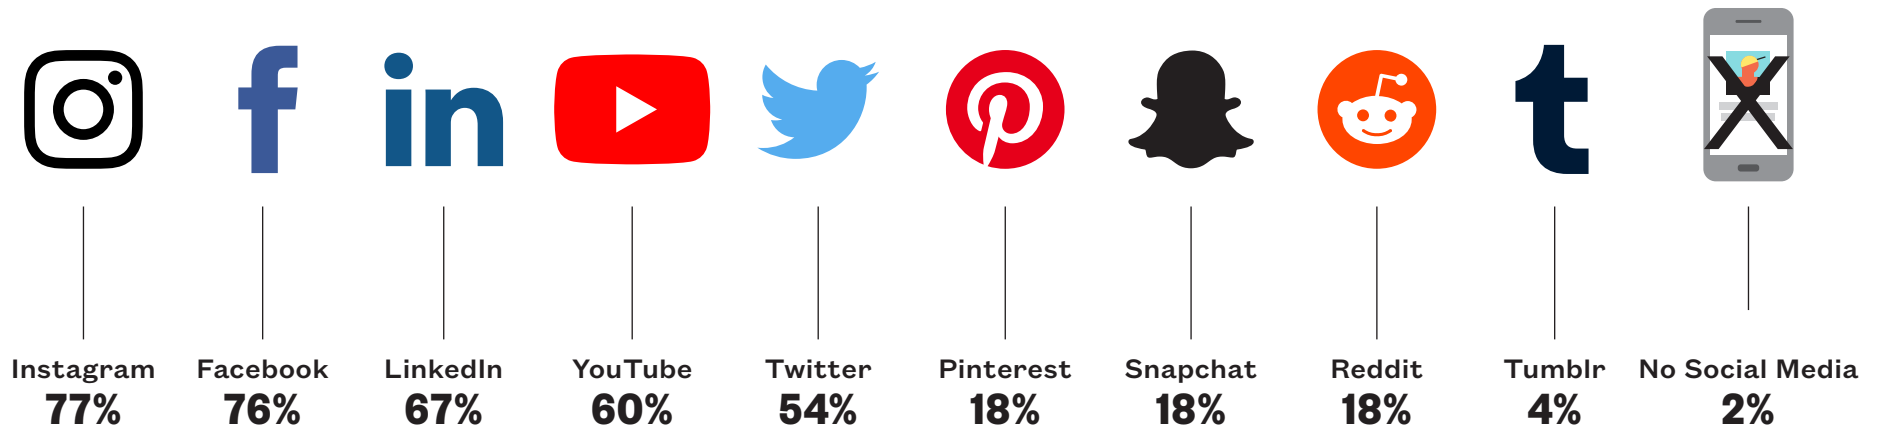 Instagram Facebook LinkedIn YouTube Twitter Pinterest Snapchat Reddit Tumblr No Social Media
77% 76% 67% 60% 54% 18% 18% 18% 4% 2%